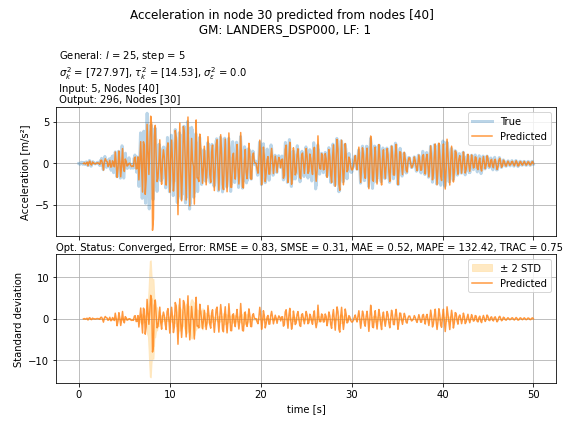 Acceleration in node 30 predicted from nodes [40]
GM: LANDERS_DSP000, LF: 1
General: l = 25, step = 5
σ²ₖ = [727.97], τ²ₖ = [14.53], σ²ε = 0.0
Input: 5, Nodes [40]
Output: 296, Nodes [30]
Acceleration [m/s²]
5
0
−5
True
Predicted
Opt. Status: Converged, Error: RMSE = 0.83, SMSE = 0.31, MAE = 0.52, MAPE = 132.42, TRAC = 0.75
Standard deviation
10
0
−10
± 2 STD
Predicted
0 10 20 30 40 50
time [s]